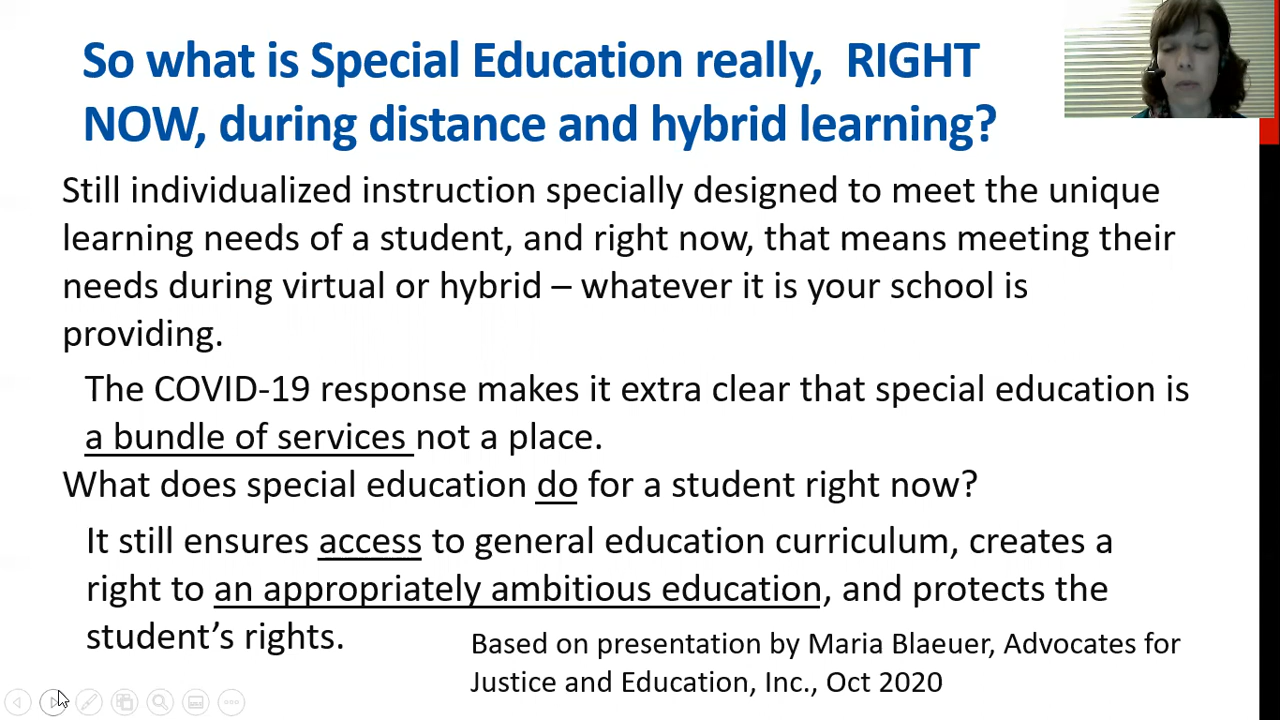 So what is Special Education really,  RIGHT
NOW, during distance and hybrid learning?
Still individualized instruction specially designed to meet the unique
learning needs of a student, and right now, that means meeting their
needs during virtual or hybrid – whatever it is your school is
providing.
The COVID-19 response makes it extra clear that special education is
a bundle of services not a place.
What does special education do for a student right now?
It still ensures access to general education curriculum, creates a
right to an appropriately ambitious education, and protects the
student’s rights.
Based on presentation by Maria Blaeuer, Advocates for
Justice and Education, Inc., Oct 2020